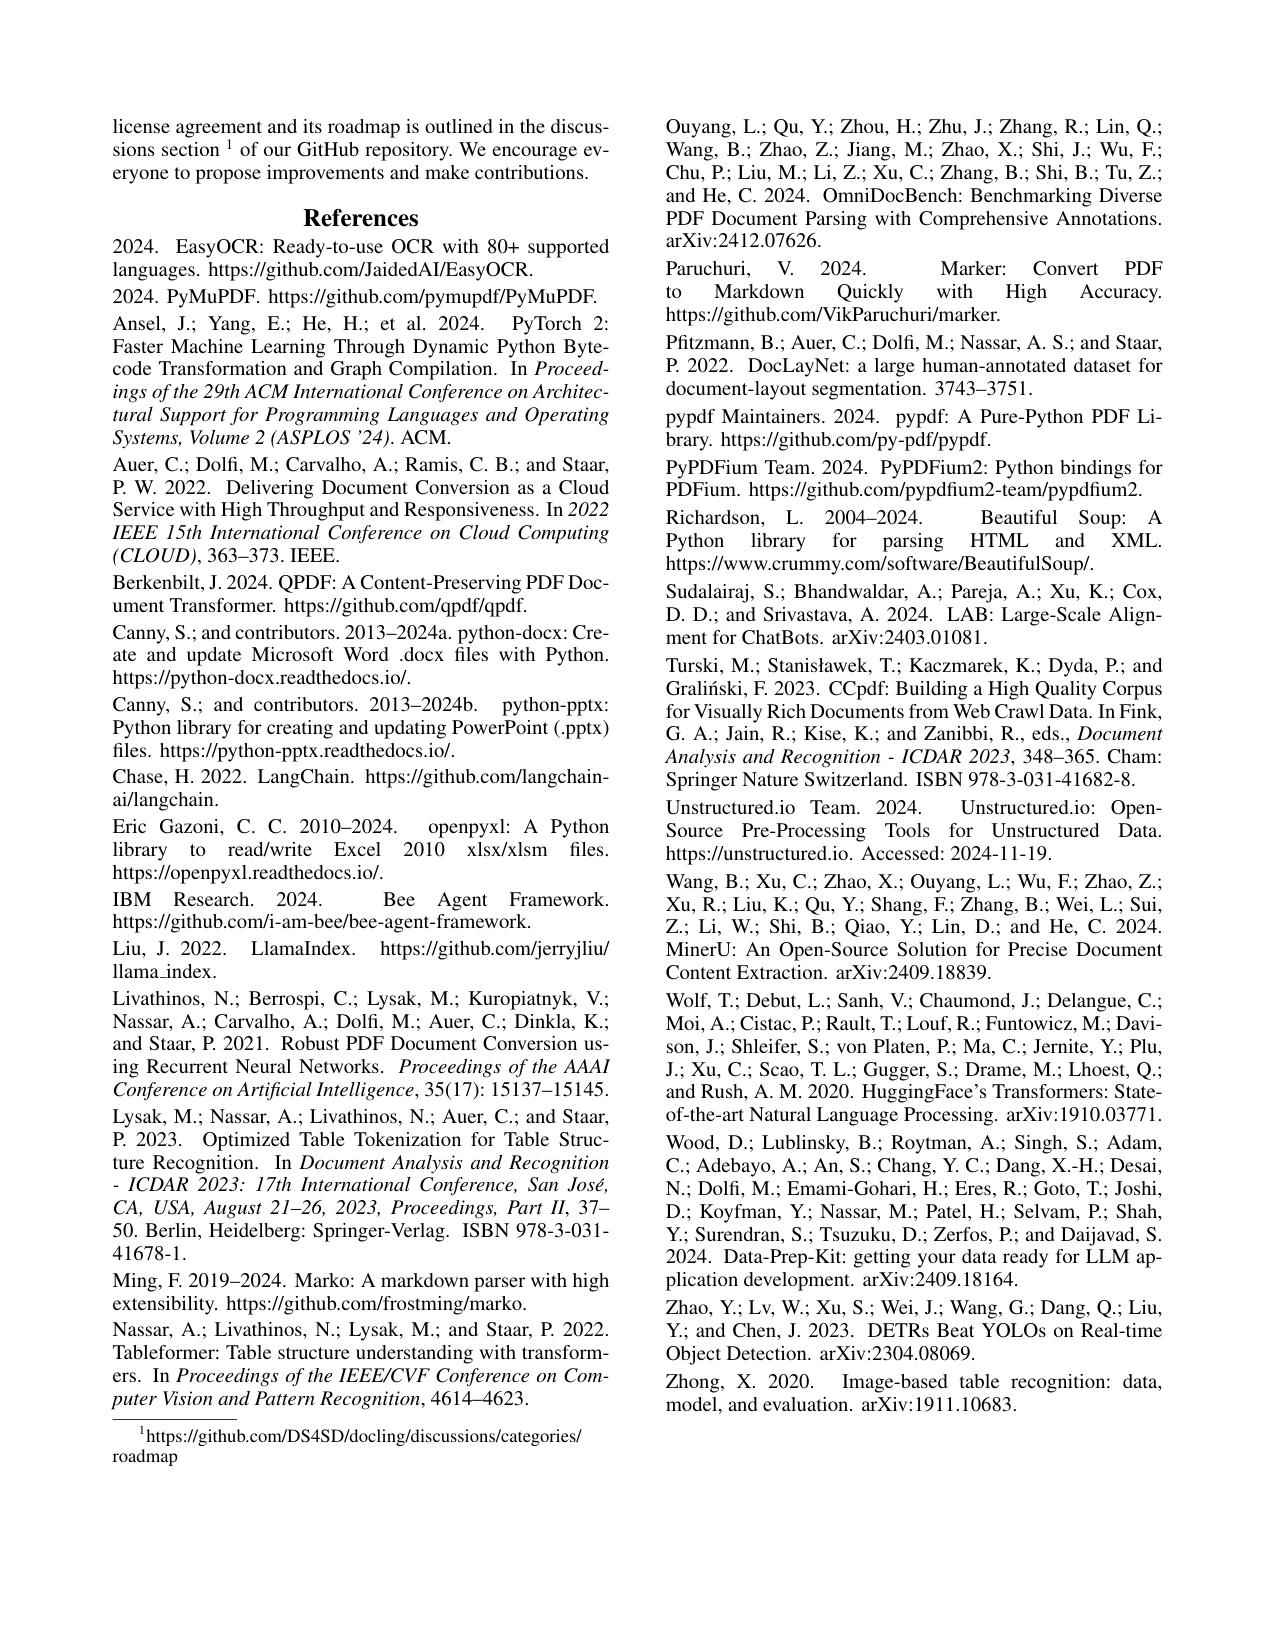 license agreement and its roadmap is outlined in the discus-
sions section 1 of our GitHub repository. We encourage ev-
eryone to propose improvements and make contributions.
References
2024. EasyOCR: Ready-to-use OCR with 80+ supported
languages. https://github.com/JaidedAI/EasyOCR.
2024. PyMuPDF. https://github.com/pymupdf/PyMuPDF.
Ansel, J.; Yang, E.; He, H.; et al. 2024. PyTorch 2:
Faster Machine Learning Through Dynamic Python Byte-
code Transformation and Graph Compilation. In Proceed-
ings of the 29th ACM International Conference on Architec-
tural Support for Programming Languages and Operating
Systems, Volume 2 (ASPLOS ’24). ACM.
Auer, C.; Dolfi, M.; Carvalho, A.; Ramis, C. B.; and Staar,
P. W. 2022. Delivering Document Conversion as a Cloud
Service with High Throughput and Responsiveness. In 2022
IEEE 15th International Conference on Cloud Computing
(CLOUD), 363–373. IEEE.
Berkenbilt, J. 2024. QPDF: A Content-Preserving PDF Doc-
ument Transformer. https://github.com/qpdf/qpdf.
Canny, S.; and contributors. 2013–2024a. python-docx: Cre-
ate and update Microsoft Word .docx files with Python.
https://python-docx.readthedocs.io/.
Canny, S.; and contributors. 2013–2024b. python-pptx:
Python library for creating and updating PowerPoint (.pptx)
files. https://python-pptx.readthedocs.io/.
Chase, H. 2022. LangChain. https://github.com/langchain-
ai/langchain.
Eric Gazoni, C. C. 2010–2024. openpyxl: A Python
library to read/write Excel 2010 xlsx/xlsm files.
https://openpyxl.readthedocs.io/.
IBM Research. 2024. Bee Agent Framework.
https://github.com/i-am-bee/bee-agent-framework.
Liu, J. 2022. LlamaIndex. https://github.com/jerryjliu/
llama_index.
Livathinos, N.; Berrospi, C.; Lysak, M.; Kuropiatnyk, V.;
Nassar, A.; Carvalho, A.; Dolfi, M.; Auer, C.; Dinkla, K.;
and Staar, P. 2021. Robust PDF Document Conversion us-
ing Recurrent Neural Networks. Proceedings of the AAAI
Conference on Artificial Intelligence, 35(17): 15137–15145.
Lysak, M.; Nassar, A.; Livathinos, N.; Auer, C.; and Staar,
P. 2023. Optimized Table Tokenization for Table Struc-
ture Recognition. In Document Analysis and Recognition
- ICDAR 2023: 17th International Conference, San José,
CA, USA, August 21–26, 2023, Proceedings, Part II, 37–
50. Berlin, Heidelberg: Springer-Verlag. ISBN 978-3-031-
41678-1.
Ming, F. 2019–2024. Marko: A markdown parser with high
extensibility. https://github.com/frostming/marko.
Nassar, A.; Livathinos, N.; Lysak, M.; and Staar, P. 2022.
Tableformer: Table structure understanding with transform-
ers. In Proceedings of the IEEE/CVF Conference on Com-
puter Vision and Pattern Recognition, 4614–4623.
1https://github.com/DS4SD/docling/discussions/categories/
roadmap
Ouyang, L.; Qu, Y.; Zhou, H.; Zhu, J.; Zhang, R.; Lin, Q.;
Wang, B.; Zhao, Z.; Jiang, M.; Zhao, X.; Shi, J.; Wu, F.;
Chu, P.; Liu, M.; Li, Z.; Xu, C.; Zhang, B.; Shi, B.; Tu, Z.;
and He, C. 2024. OmniDocBench: Benchmarking Diverse
PDF Document Parsing with Comprehensive Annotations.
arXiv:2412.07626.
Paruchuri, V. 2024. Marker: Convert PDF
to Markdown Quickly with High Accuracy.
https://github.com/VikParuchuri/marker.
Pfitzmann, B.; Auer, C.; Dolfi, M.; Nassar, A. S.; and Staar,
P. 2022. DocLayNet: a large human-annotated dataset for
document-layout segmentation. 3743–3751.
pypdf Maintainers. 2024. pypdf: A Pure-Python PDF Li-
brary. https://github.com/py-pdf/pypdf.
PyPDFium Team. 2024. PyPDFium2: Python bindings for
PDFium. https://github.com/pypdfium2-team/pypdfium2.
Richardson, L. 2004–2024. Beautiful Soup: A
Python library for parsing HTML and XML.
https://www.crummy.com/software/BeautifulSoup/.
Sudalairaj, S.; Bhandwaldar, A.; Pareja, A.; Xu, K.; Cox,
D. D.; and Srivastava, A. 2024. LAB: Large-Scale Align-
ment for ChatBots. arXiv:2403.01081.
Turski, M.; Stanisławek, T.; Kaczmarek, K.; Dyda, P.; and
Graliński, F. 2023. CCpdf: Building a High Quality Corpus
for Visually Rich Documents from Web Crawl Data. In Fink,
G. A.; Jain, R.; Kise, K.; and Zanibbi, R., eds., Document
Analysis and Recognition - ICDAR 2023, 348–365. Cham:
Springer Nature Switzerland. ISBN 978-3-031-41682-8.
Unstructured.io Team. 2024. Unstructured.io: Open-
Source Pre-Processing Tools for Unstructured Data.
https://unstructured.io. Accessed: 2024-11-19.
Wang, B.; Xu, C.; Zhao, X.; Ouyang, L.; Wu, F.; Zhao, Z.;
Xu, R.; Liu, K.; Qu, Y.; Shang, F.; Zhang, B.; Wei, L.; Sui,
Z.; Li, W.; Shi, B.; Qiao, Y.; Lin, D.; and He, C. 2024.
MinerU: An Open-Source Solution for Precise Document
Content Extraction. arXiv:2409.18839.
Wolf, T.; Debut, L.; Sanh, V.; Chaumond, J.; Delangue, C.;
Moi, A.; Cistac, P.; Rault, T.; Louf, R.; Funtowicz, M.; Davi-
son, J.; Shleifer, S.; von Platen, P.; Ma, C.; Jernite, Y.; Plu,
J.; Xu, C.; Scao, T. L.; Gugger, S.; Drame, M.; Lhoest, Q.;
and Rush, A. M. 2020. HuggingFace's Transformers: State-
of-the-art Natural Language Processing. arXiv:1910.03771.
Wood, D.; Lublinsky, B.; Roytman, A.; Singh, S.; Adam,
C.; Adebayo, A.; An, S.; Chang, Y. C.; Dang, X.-H.; Desai,
N.; Dolfi, M.; Emami-Gohari, H.; Eres, R.; Goto, T.; Joshi,
D.; Koyfman, Y.; Nassar, M.; Patel, H.; Selvam, P.; Shah,
Y.; Surendran, S.; Tsuzuku, D.; Zerfos, P.; and Daijavad, S.
2024. Data-Prep-Kit: getting your data ready for LLM ap-
plication development. arXiv:2409.18164.
Zhao, Y.; Lv, W.; Xu, S.; Wei, J.; Wang, G.; Dang, Q.; Liu,
Y.; and Chen, J. 2023. DETRs Beat YOLOs on Real-time
Object Detection. arXiv:2304.08069.
Zhong, X. 2020. Image-based table recognition: data,
model, and evaluation. arXiv:1911.10683.